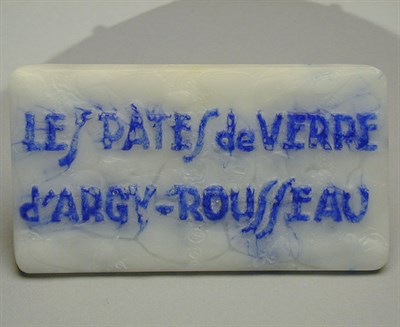 LES PÂTES de VERRE
d'ARGY-ROUSSEAU